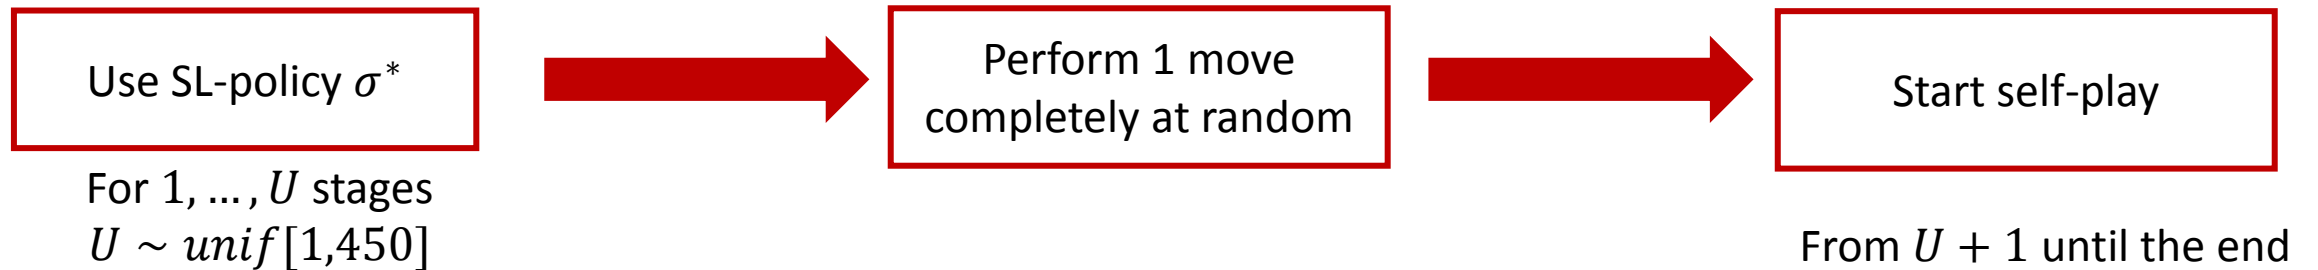 Use SL-policy σ*
For 1, … , U stages
U ~ unif[1,450]
Perform 1 move
completely at random
Start self-play
From U + 1 until the end